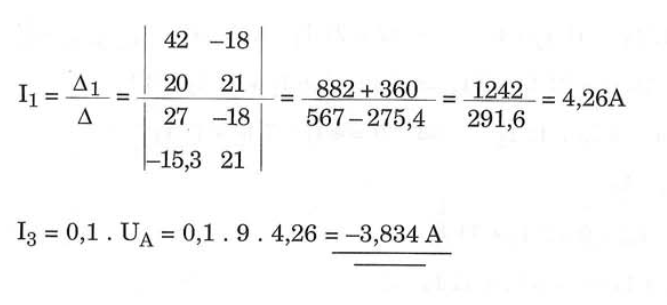 I₁ = Δ₁/Δ = |42 –18; 20 21| / |27 –18; –15,3 21| = (882 + 360)/(567 – 275,4) = 1242/291,6 = 4,26A
I₃ = 0,1 . U_A = 0,1 . 9 . 4,26 = –3,834 A